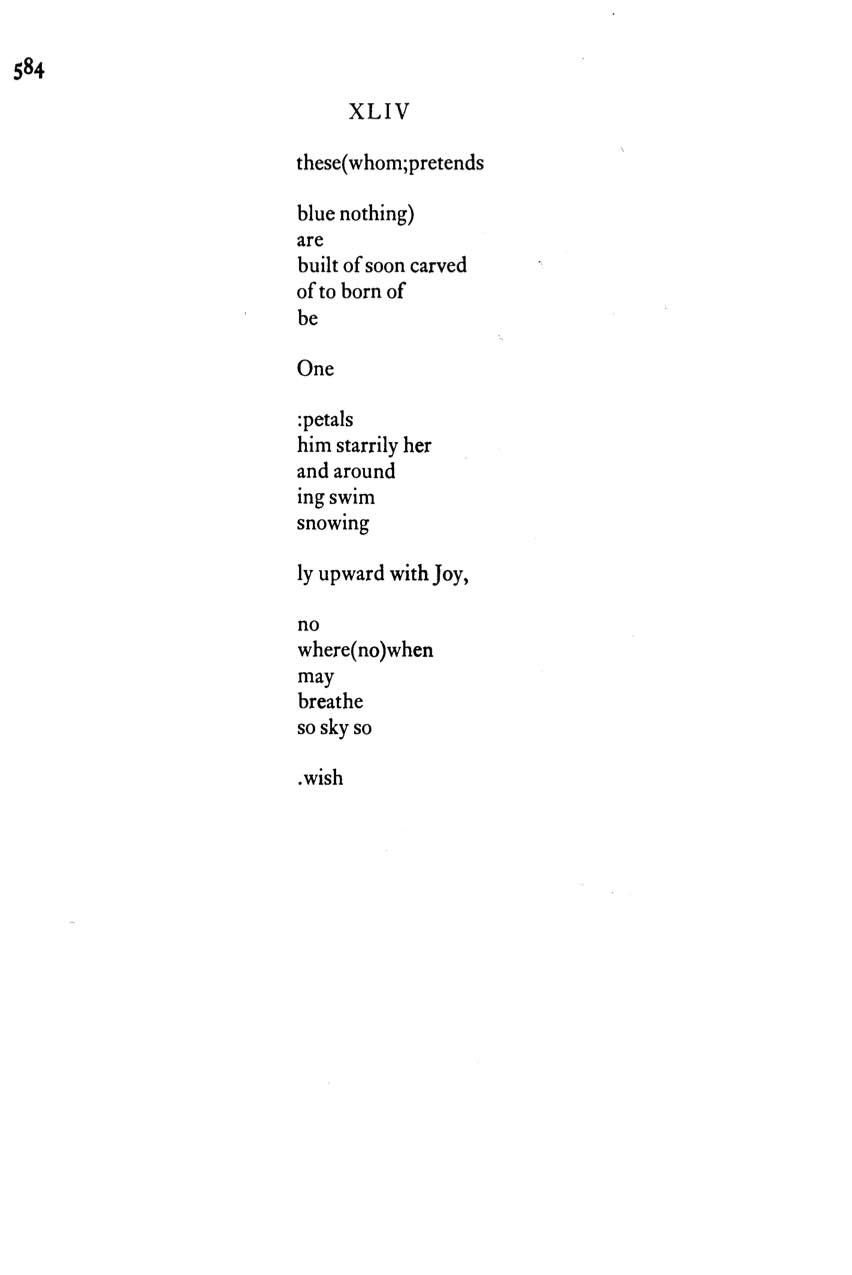 584
XLIV
these(whom;pretends
blue nothing)
are
built of soon carved
of to born of
be
One
:petals
him starrily her
and around
ing swim
snowing
ly upward with Joy,
no
where(no)when
may
breathe
so sky so
.wish